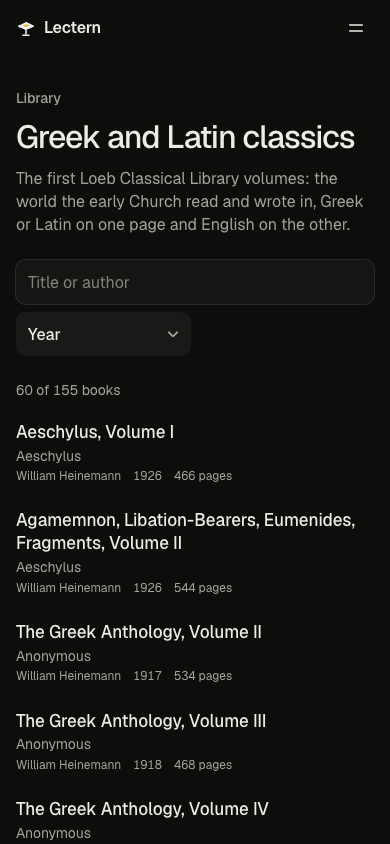 Lectern
Library
Greek and Latin classics
The first Loeb Classical Library volumes: the
world the early Church read and wrote in, Greek
or Latin on one page and English on the other.
Title or author
Year
60 of 155 books
Aeschylus, Volume I
Aeschylus
William Heinemann 1926 466 pages
Agamemnon, Libation-Bearers, Eumenides,
Fragments, Volume II
Aeschylus
William Heinemann 1926 544 pages
The Greek Anthology, Volume II
Anonymous
William Heinemann 1917 534 pages
The Greek Anthology, Volume III
Anonymous
William Heinemann 1918 468 pages
The Greek Anthology, Volume IV
Anonymous